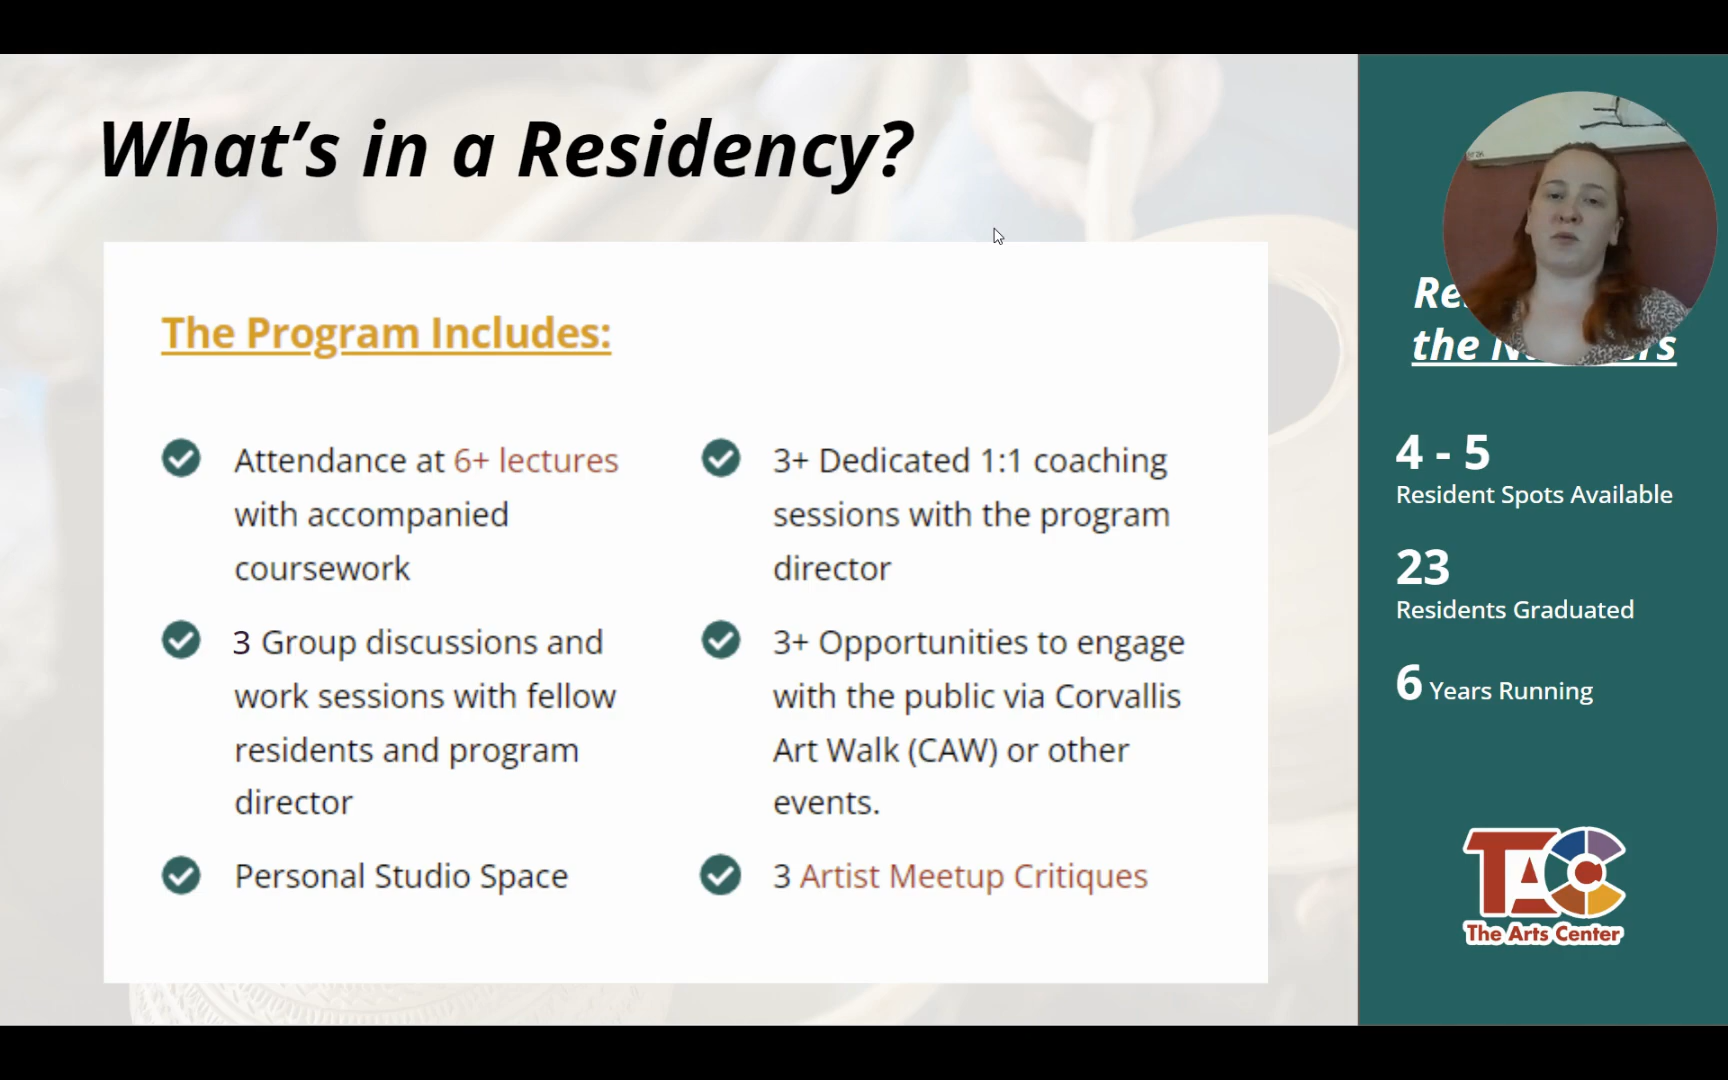 What's in a Residency?
The Program Includes:
Attendance at 6+ lectures
with accompanied
coursework
3 Group discussions and
work sessions with fellow
residents and program
director
Personal Studio Space
3+ Dedicated 1:1 coaching
sessions with the program
director
3+ Opportunities to engage
with the public via Corvallis
Art Walk (CAW) or other
events.
3 Artist Meetup Critiques
the
4 - 5
Resident Spots Available
23
Residents Graduated
6 Years Running
TAC
The Arts Center